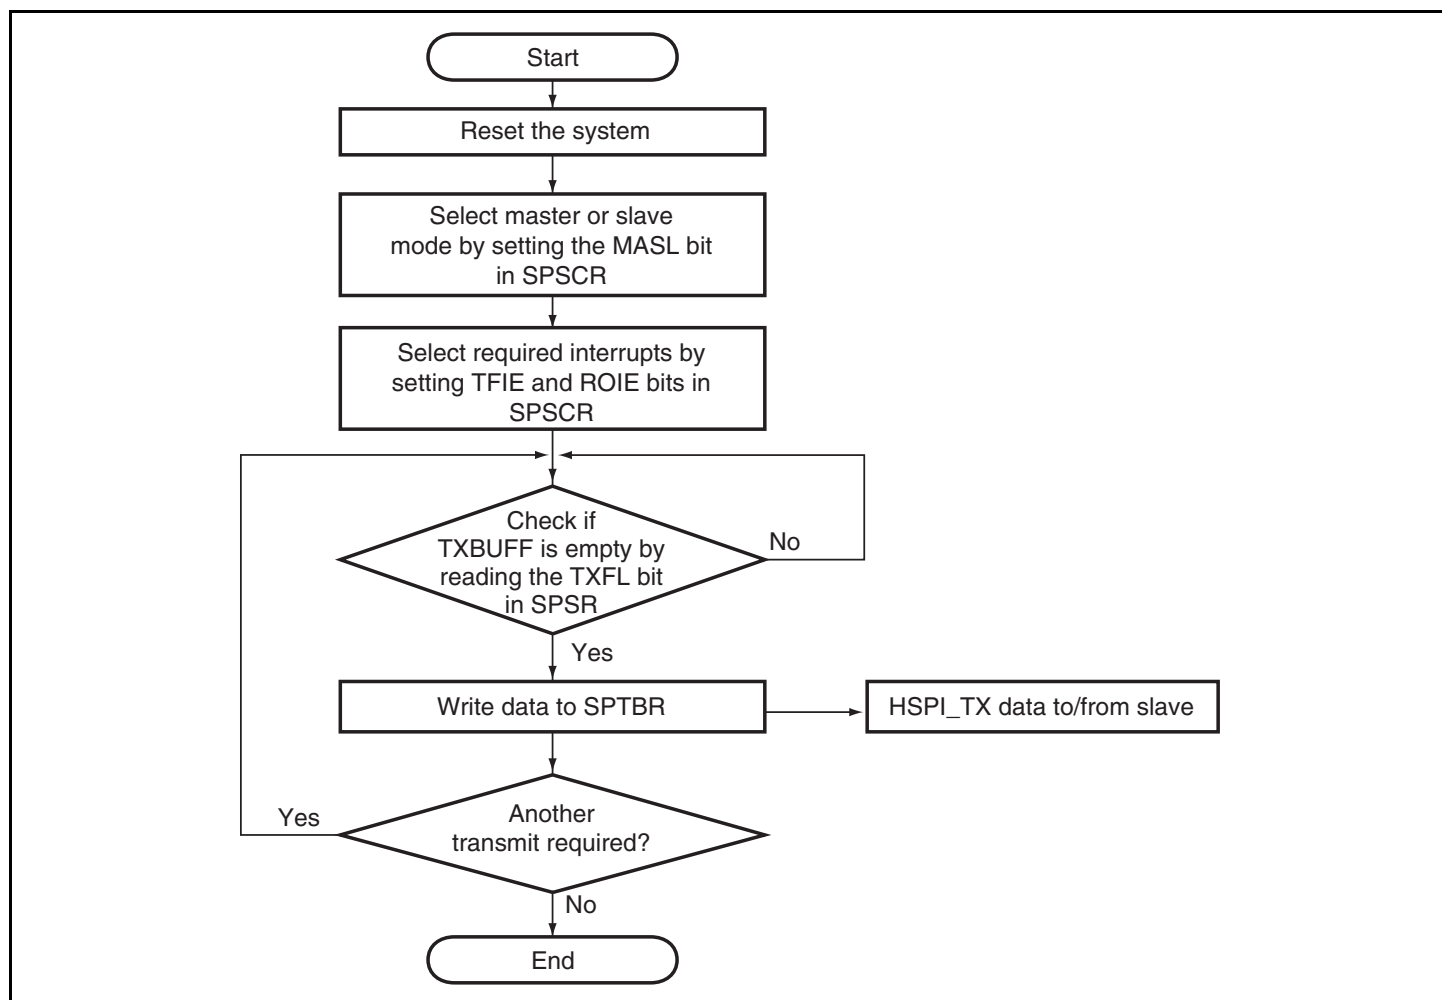 Start
Reset the system
Select master or slave
mode by setting the MASL bit
in SPSCR
Select required interrupts by
setting TFIE and ROIE bits in
SPSCR
Check if
TXBUFF is empty by
reading the TXFL bit
in SPSR
No
Yes
Write data to SPTBR
HSPI_TX data to/from slave
Another
transmit required?
Yes
No
End